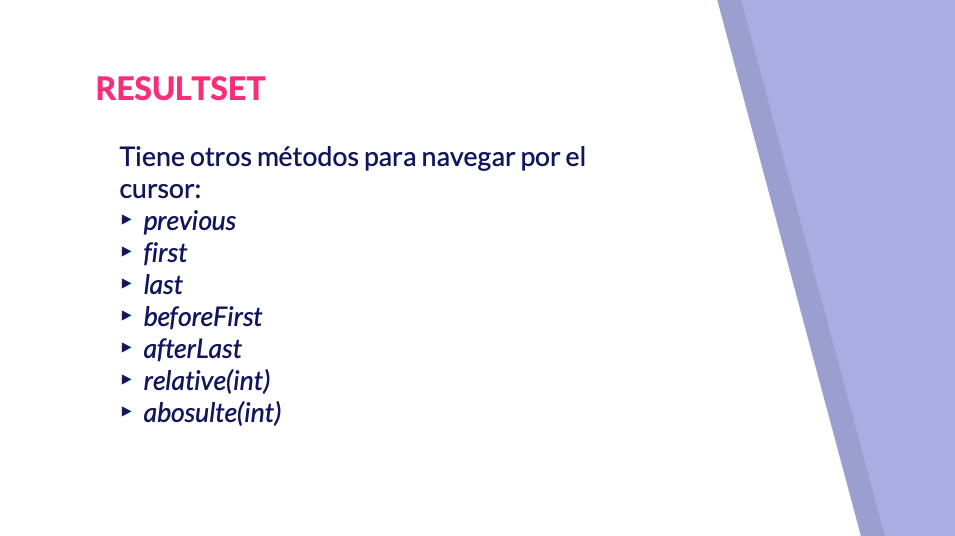 RESULTSET
Tiene otros métodos para navegar por el
cursor:
‣ previous
‣ first
‣ last
‣ beforeFirst
‣ afterLast
‣ relative(int)
‣ abosulte(int)